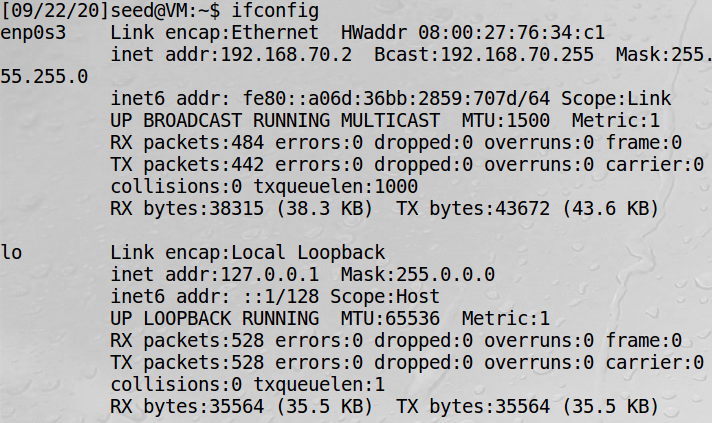 [09/22/20]seed@VM:~$ ifconfig
enp0s3    Link encap:Ethernet  HWaddr 08:00:27:76:34:c1
          inet addr:192.168.70.2  Bcast:192.168.70.255  Mask:255.
55.255.0
          inet6 addr: fe80::a06d:36bb:2859:707d/64 Scope:Link
          UP BROADCAST RUNNING MULTICAST  MTU:1500  Metric:1
          RX packets:484 errors:0 dropped:0 overruns:0 frame:0
          TX packets:442 errors:0 dropped:0 overruns:0 carrier:0
          collisions:0 txqueuelen:1000
          RX bytes:38315 (38.3 KB)  TX bytes:43672 (43.6 KB)

lo        Link encap:Local Loopback
          inet addr:127.0.0.1  Mask:255.0.0.0
          inet6 addr: ::1/128 Scope:Host
          UP LOOPBACK RUNNING  MTU:65536  Metric:1
          RX packets:528 errors:0 dropped:0 overruns:0 frame:0
          TX packets:528 errors:0 dropped:0 overruns:0 carrier:0
          collisions:0 txqueuelen:1
          RX bytes:35564 (35.5 KB)  TX bytes:35564 (35.5 KB)